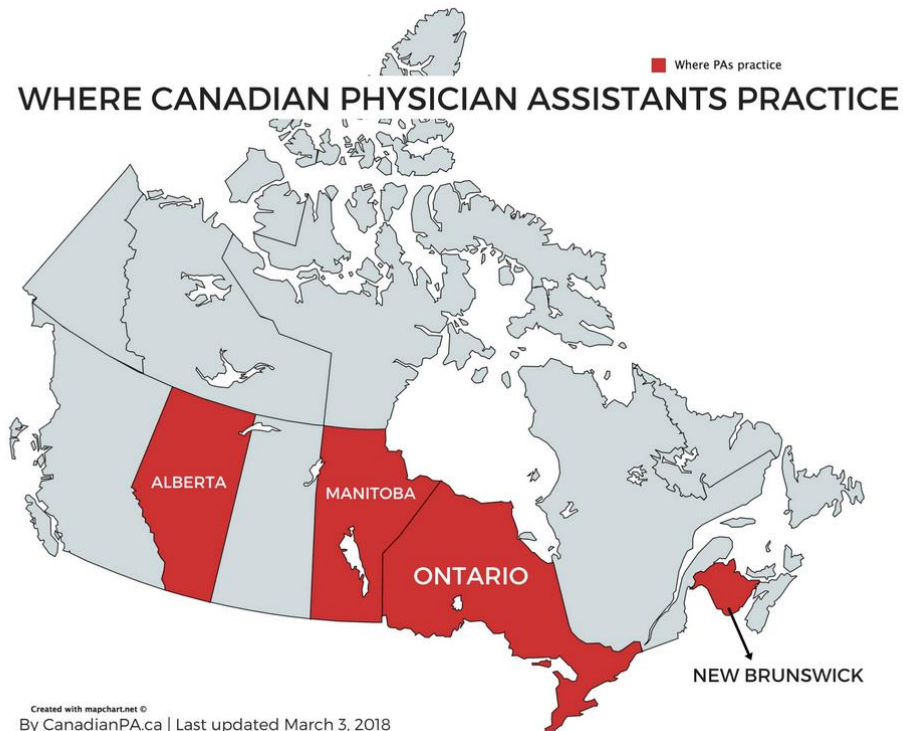 Where PAs practice
WHERE CANADIAN PHYSICIAN ASSISTANTS PRACTICE
ALBERTA
MANITOBA
ONTARIO
NEW BRUNSWICK
Created with mapchart.net ©
By CanadianPA.ca | Last updated March 3, 2018